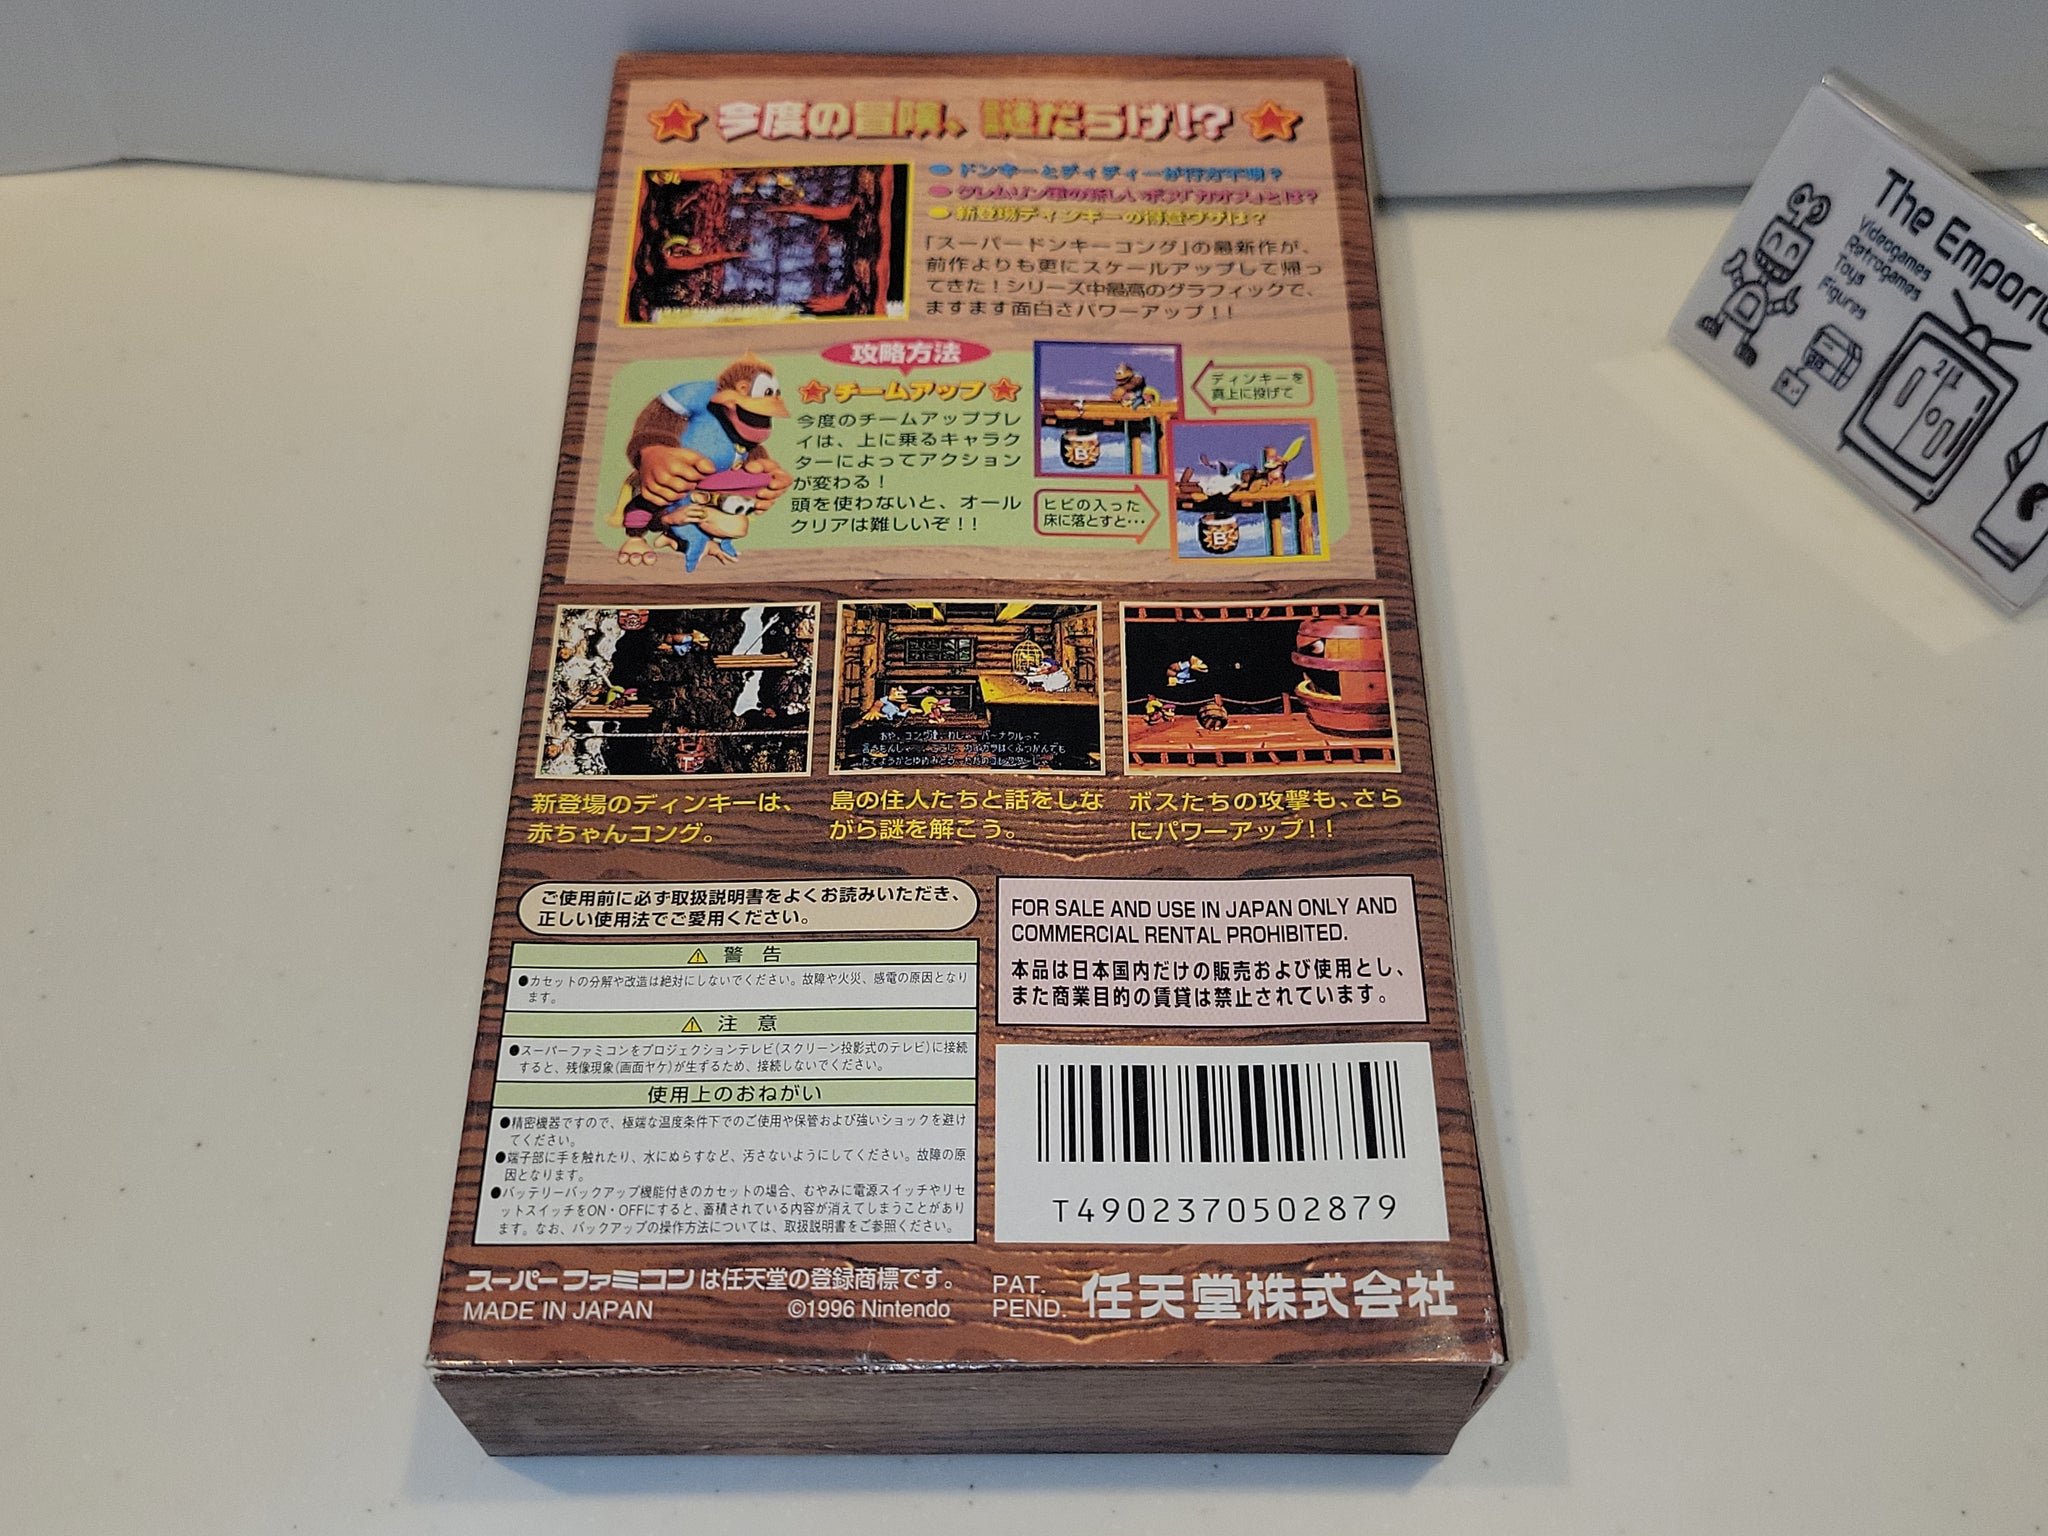 今度の冒険、謎だらけ!?
●ドンキーとディディーが行方不明？
●クレムリン軍の新しいボス「カオス」とは？
●新登場ディンキーの得意ワザは？
「スーパードンキーコング」の最新作が、
前作よりも更にスケールアップして帰っ
てきた！シリーズ中最高のグラフィックで、
ますます面白さパワーアップ！！
攻略方法
チームアップ
今度のチームアッププレ
イは、上に乗るキャラク
ターによってアクション
が変わる！
頭を使わないと、オール
クリアは難しいぞ！！
ディンキーを
真上に投げて
ヒビの入った
床に落とすと…
おや、コング達、わしゃ、バーナクルって
新登場のディンキーは、
赤ちゃんコング。
島の住人たちと話をしな
がら謎を解こう。
ボスたちの攻撃も、さら
にパワーアップ！！
ご使用前に必ず取扱説明書をよくお読みいただき、
正しい使用法でご愛用ください。
警告
●カセットの分解や改造は絶対にしないでください。故障や火災、感電の原因となり
ます。
注意
●スーパーファミコンをプロジェクションテレビ(スクリーン投影式のテレビ)に接続
すると、残像現象(画面ヤケ)が生ずるため、接続しないでください。
使用上のおねがい
●精密機器ですので、極端な温度条件下でのご使用や保管および強いショックを避け
てください。
●端子部に手を触れたり、水にぬらすなど、汚さないようにしてください。故障の原
因となります。
●バッテリーバックアップ機能付きのカセットの場合、むやみに電源スイッチやリセ
ットスイッチをON・OFFにすると、蓄積されている内容が消えてしまうことがあり
ます。なお、バックアップの操作方法については、取扱説明書をご参照ください。
FOR SALE AND USE IN JAPAN ONLY AND
COMMERCIAL RENTAL PROHIBITED.
本品は日本国内だけの販売および使用とし、
また商業目的の賃貸は禁止されています。
T4902370502879
スーパーファミコンは任天堂の登録商標です。
MADE IN JAPAN ©1996 Nintendo
PAT.
PEND.
任天堂株式会社
The Emporio
Videogames
Retrogames
Toys
Figures